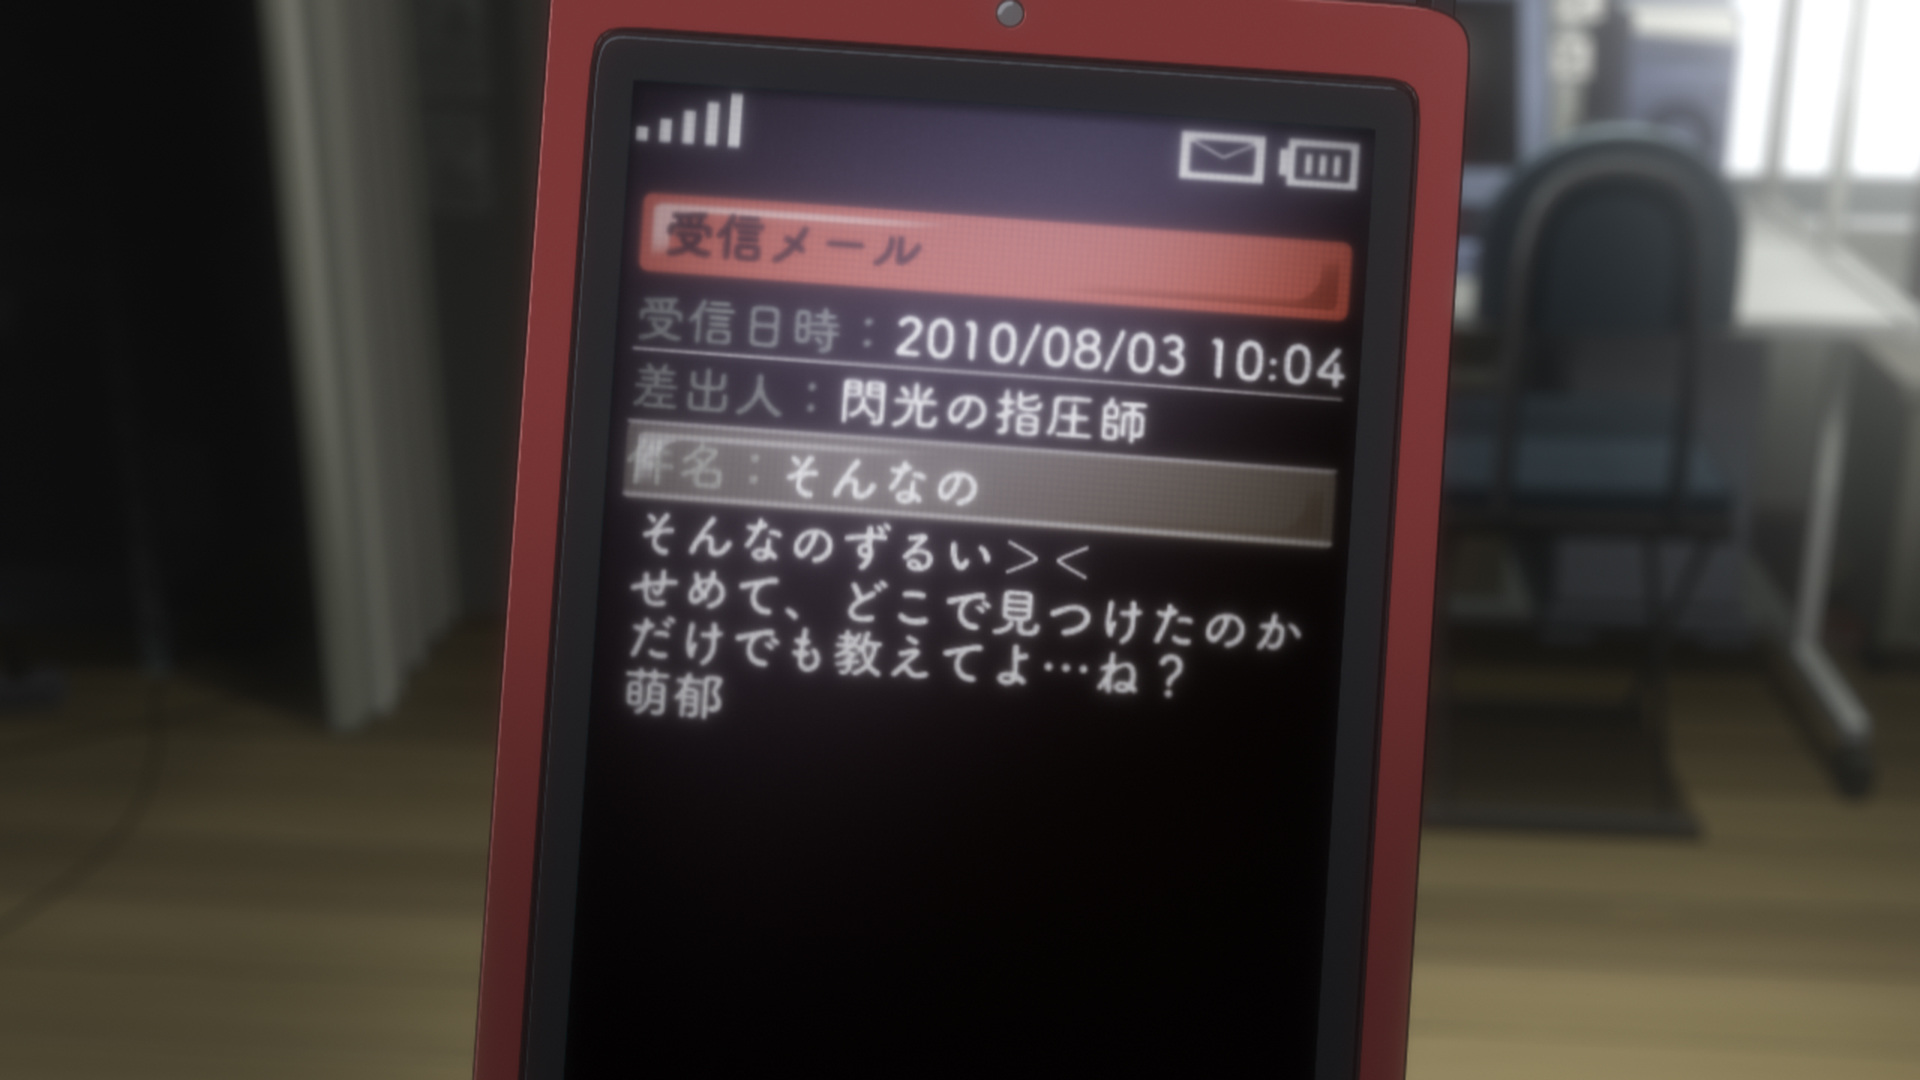 受信メール
受信日時：2010/08/03 10:04
差出人：閃光の指圧師
件名：そんなの
そんなのずるい＞＜
せめて、どこで見つけたのか
だけでも教えてよ…ね？
萌郁